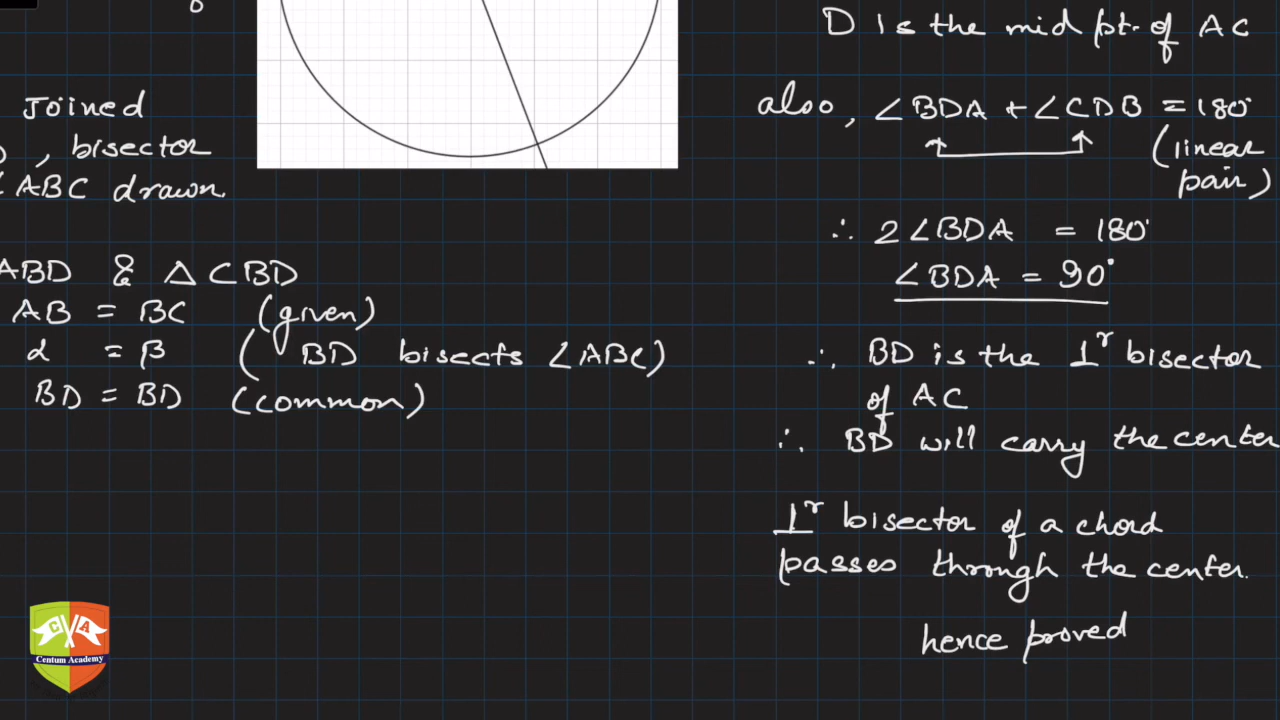 Joined
, bisector
ABC drawn.
ABD & △ CBD
AB = BC (given)
α = β ( BD bisects ∠ABC)
BD = BD (common)
D is the mid pt. of AC
also, ∠BDA + ∠CDB = 180°
(linear
pair)
∴ 2∠BDA = 180°
∠BDA = 90°
∴ BD is the ⊥r bisector
of AC
∴ BD will carry the center
⊥r bisector of a chord
passes through the center.
hence proved
C A
Centum Academy